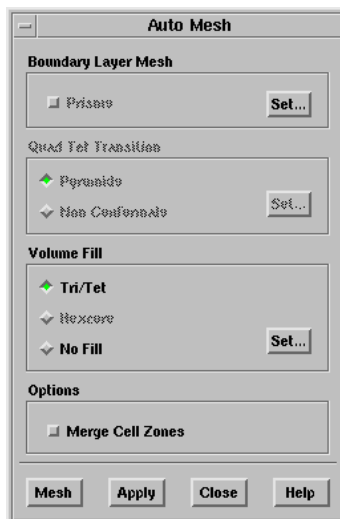 Auto Mesh
Boundary Layer Mesh
Prisms
Set...
Quad Tet Transition
Pyramids
Non Conformals
Set...
Volume Fill
Tri/Tet
Hexcore
No Fill
Set...
Options
Merge Cell Zones
Mesh Apply Close Help